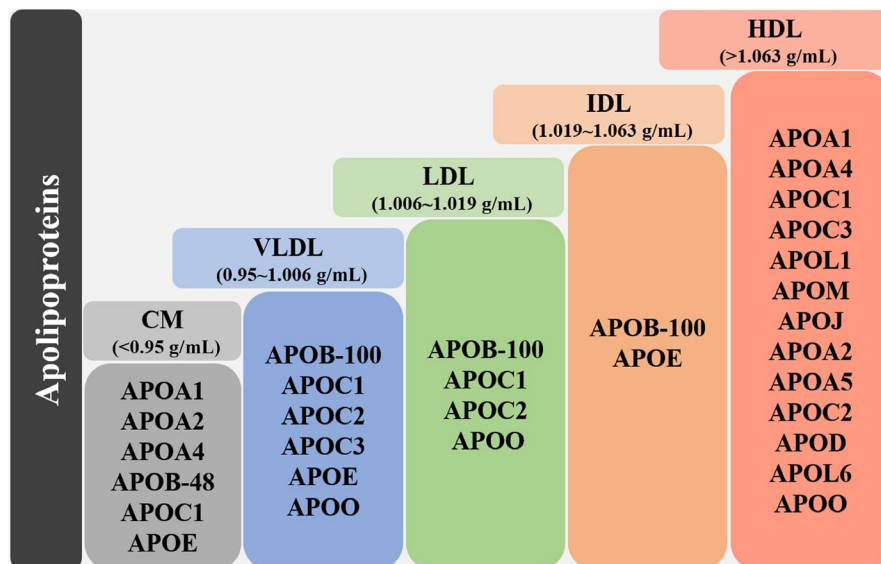 Apolipoproteins
CM
(<0.95 g/mL)
APOA1
APOA2
APOA4
APOB-48
APOC1
APOE
VLDL
(0.95~1.006 g/mL)
APOB-100
APOC1
APOC2
APOC3
APOE
APOO
LDL
(1.006~1.019 g/mL)
APOB-100
APOC1
APOC2
APOO
IDL
(1.019~1.063 g/mL)
APOB-100
APOE
HDL
(>1.063 g/mL)
APOA1
APOA4
APOC1
APOC3
APOL1
APOM
APOJ
APOA2
APOA5
APOC2
APOD
APOL6
APOO